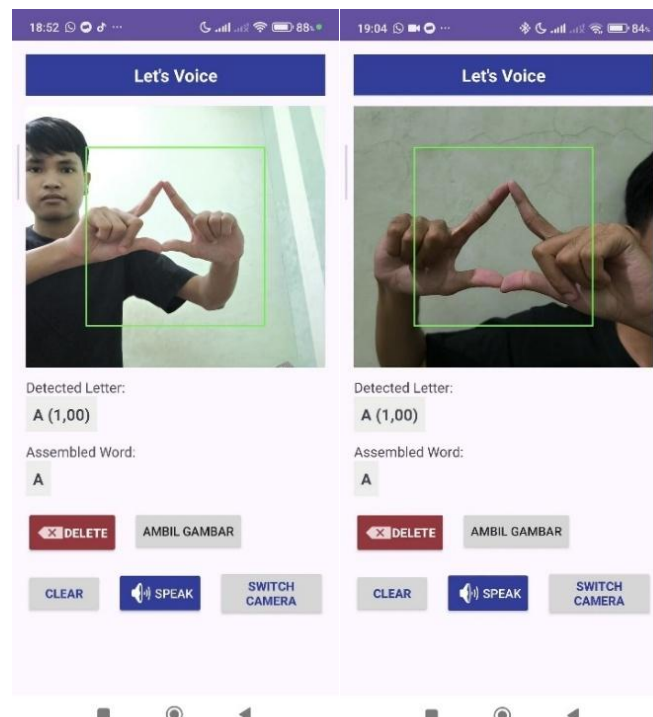 18:52 ... 88%
Let's Voice
Detected Letter:
A (1,00)
Assembled Word:
A
DELETE AMBIL GAMBAR
CLEAR SPEAK SWITCH
CAMERA
19:04 ... 84%
Let's Voice
Detected Letter:
A (1,00)
Assembled Word:
A
DELETE AMBIL GAMBAR
CLEAR SPEAK SWITCH
CAMERA